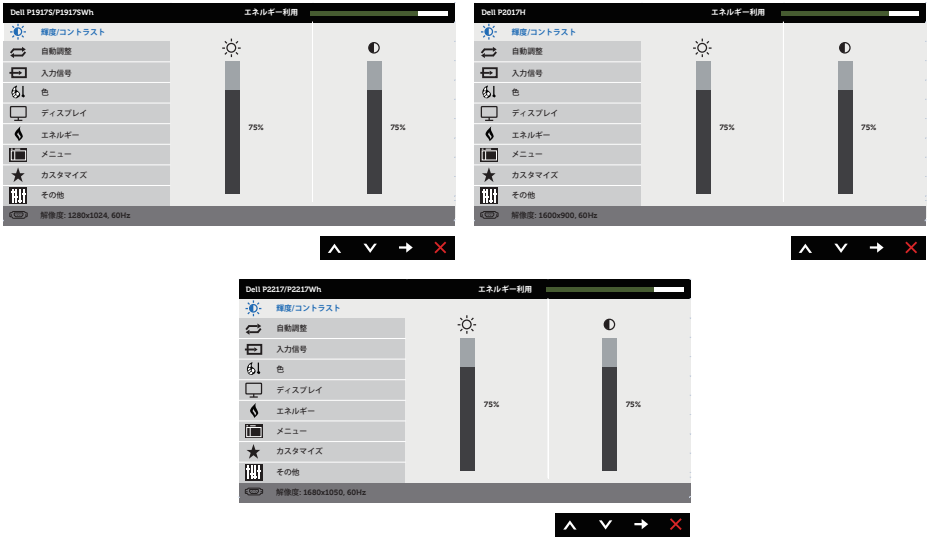 Dell P1917S/P1917SWh エネルギー利用
輝度/コントラスト
自動調整
入力信号
色
ディスプレイ
エネルギー
メニュー
カスタマイズ
その他
75%
75%
解像度: 1280x1024, 60Hz
Dell P2017H エネルギー利用
輝度/コントラスト
自動調整
入力信号
色
ディスプレイ
エネルギー
メニュー
カスタマイズ
その他
75%
75%
解像度: 1600x900, 60Hz
Dell P2217/P2217Wh エネルギー利用
輝度/コントラスト
自動調整
入力信号
色
ディスプレイ
エネルギー
メニュー
カスタマイズ
その他
75%
75%
解像度: 1680x1050, 60Hz